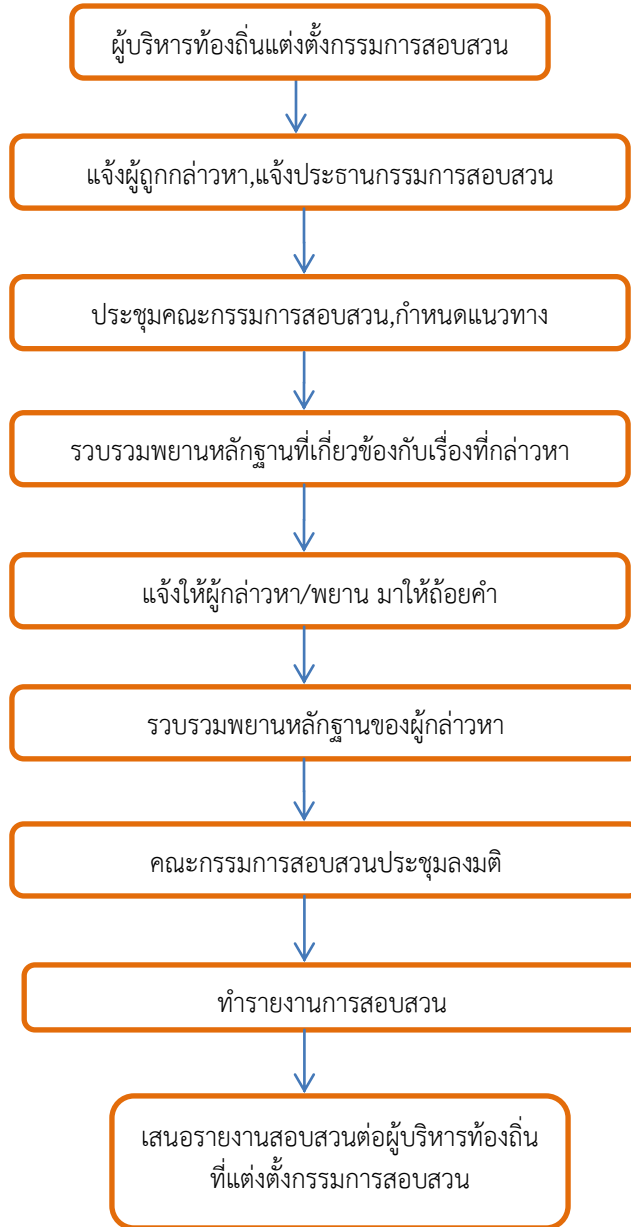 ผู้บริหารท้องถิ่นแต่งตั้งกรรมการสอบสวน
แจ้งผู้ถูกกล่าวหา,แจ้งประธานกรรมการสอบสวน
ประชุมคณะกรรมการสอบสวน,กำหนดแนวทาง
รวบรวมพยานหลักฐานที่เกี่ยวข้องกับเรื่องที่กล่าวหา
แจ้งให้ผู้กล่าวหา/พยาน มาให้ถ้อยคำ
รวบรวมพยานหลักฐานของผู้กล่าวหา
คณะกรรมการสอบสวนประชุมลงมติ
ทำรายงานการสอบสวน
เสนอรายงานสอบสวนต่อผู้บริหารท้องถิ่น
ที่แต่งตั้งกรรมการสอบสวน